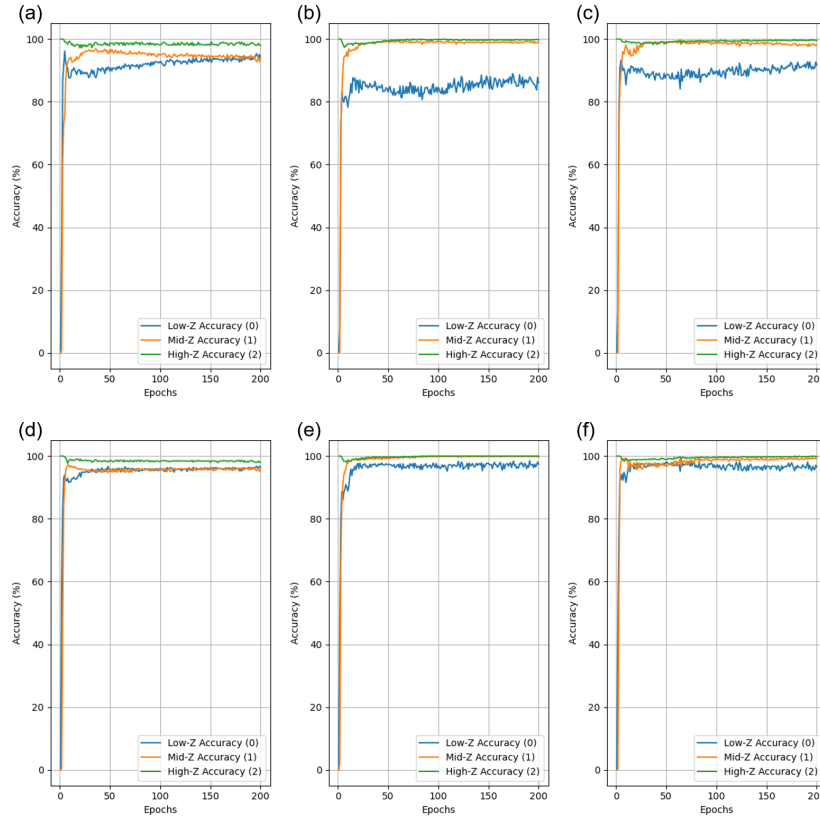 (a)
100
80
60
40
20
0
Accuracy (%)
Low-Z Accuracy (0)
Mid-Z Accuracy (1)
High-Z Accuracy (2)
0 50 100 150 200
Epochs
(b)
100
80
60
40
20
0
Accuracy (%)
Low-Z Accuracy (0)
Mid-Z Accuracy (1)
High-Z Accuracy (2)
0 50 100 150 200
Epochs
(c)
100
80
60
40
20
0
Accuracy (%)
Low-Z Accuracy (0)
Mid-Z Accuracy (1)
High-Z Accuracy (2)
0 50 100 150 200
Epochs
(d)
100
80
60
40
20
0
Accuracy (%)
Low-Z Accuracy (0)
Mid-Z Accuracy (1)
High-Z Accuracy (2)
0 50 100 150 200
Epochs
(e)
100
80
60
40
20
0
Accuracy (%)
Low-Z Accuracy (0)
Mid-Z Accuracy (1)
High-Z Accuracy (2)
0 50 100 150 200
Epochs
(f)
100
80
60
40
20
0
Accuracy (%)
Low-Z Accuracy (0)
Mid-Z Accuracy (1)
High-Z Accuracy (2)
0 50 100 150 200
Epochs